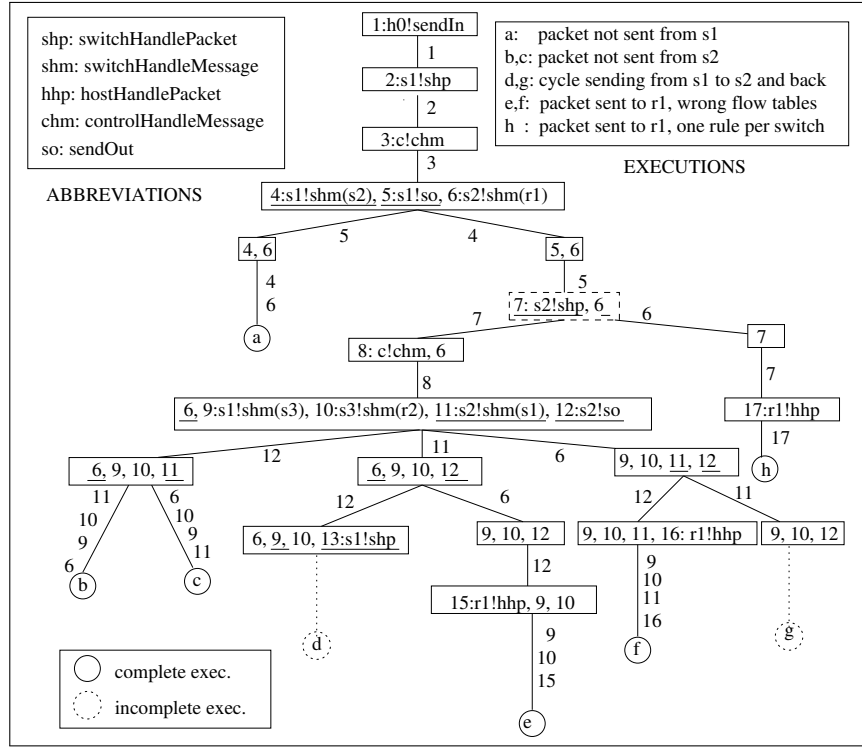 1:h0!sendIn
shp: switchHandlePacket
shm: switchHandleMessage
hhp: hostHandlePacket
chm: controlHandleMessage
so: sendOut
ABBREVIATIONS
a: packet not sent from s1
b,c: packet not sent from s2
d,g: cycle sending from s1 to s2 and back
e,f: packet sent to r1, wrong flow tables
h : packet sent to r1, one rule per switch
EXECUTIONS
1
2:s1!shp
2
3:c!chm
3
4:s1!shm(s2), 5:s1!so, 6:s2!shm(r1)
5
4
4, 6
5, 6
4
6
5
a
7: s2!shp, 6
7
6
8: c!chm, 6
7
8
7
6, 9:s1!shm(s3), 10:s3!shm(r2), 11:s2!shm(s1), 12:s2!so
17:r1!hhp
17
h
12
11
6
6, 9, 10, 11
6, 9, 10, 12
9, 10, 11, 12
11
10
9
6
6
10
9
11
b
c
12
6
12
11
6, 9, 10, 13:s1!shp
9, 10, 12
9, 10, 11, 16: r1!hhp
9, 10, 12
d
12
15:r1!hhp, 9, 10
9
10
15
e
9
10
11
16
f
g
complete exec.
incomplete exec.